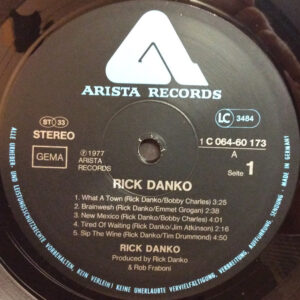 ARISTA RECORDS
ST 33
STEREO
GEMA
℗ 1977
ARISTA
RECORDS
LC 3484
1 C 064-60 173
A
Seite 1
RICK DANKO
1. What A Town (Rick Danko/Bobby Charles) 3:21
2. Brainwesh (Rick Danko/Emmet Grogan) 2:39
3. New Mexico (Rick Danko/Bobby Charles) 4:01
4. Tired Of Waiting (Rick Danko/Jim Atkinson) 2:16
5. Sip The Wine (Rick Danko/Tim Drummond) 4:50
RICK DANKO
Produced by Rick Danko
& Rob Fraboni
ALLE URHEBER- UND LEISTUNGSSCHUTZRECHTE VORBEHALTEN. KEIN VERLEIH! KEINE UNERLAUBTE VERVIELFÄLTIGUNG, VERMIETUNG, AUFFÜHRUNG, SENDUNG · MADE IN GERMANY